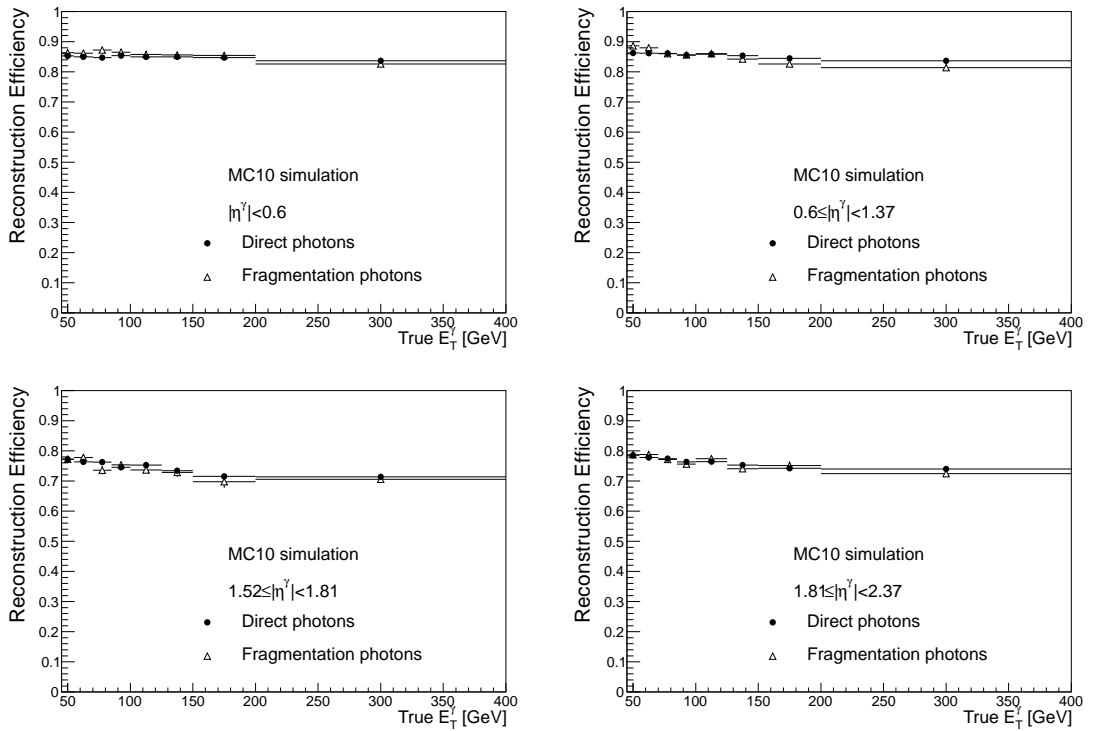 Reconstruction Efficiency
1
0.9
0.8
0.7
0.6
0.5
0.4
0.3
0.2
0.1
0
MC10 simulation
|η^γ|<0.6
Direct photons
Fragmentation photons
50 100 150 200 250 300 350 400
True E_T^γ [GeV]
Reconstruction Efficiency
1
0.9
0.8
0.7
0.6
0.5
0.4
0.3
0.2
0.1
0
MC10 simulation
0.6≤|η^γ|<1.37
Direct photons
Fragmentation photons
50 100 150 200 250 300 350 400
True E_T^γ [GeV]
Reconstruction Efficiency
1
0.9
0.8
0.7
0.6
0.5
0.4
0.3
0.2
0.1
0
MC10 simulation
1.52≤|η^γ|<1.81
Direct photons
Fragmentation photons
50 100 150 200 250 300 350 400
True E_T^γ [GeV]
Reconstruction Efficiency
1
0.9
0.8
0.7
0.6
0.5
0.4
0.3
0.2
0.1
0
MC10 simulation
1.81≤|η^γ|<2.37
Direct photons
Fragmentation photons
50 100 150 200 250 300 350 400
True E_T^γ [GeV]